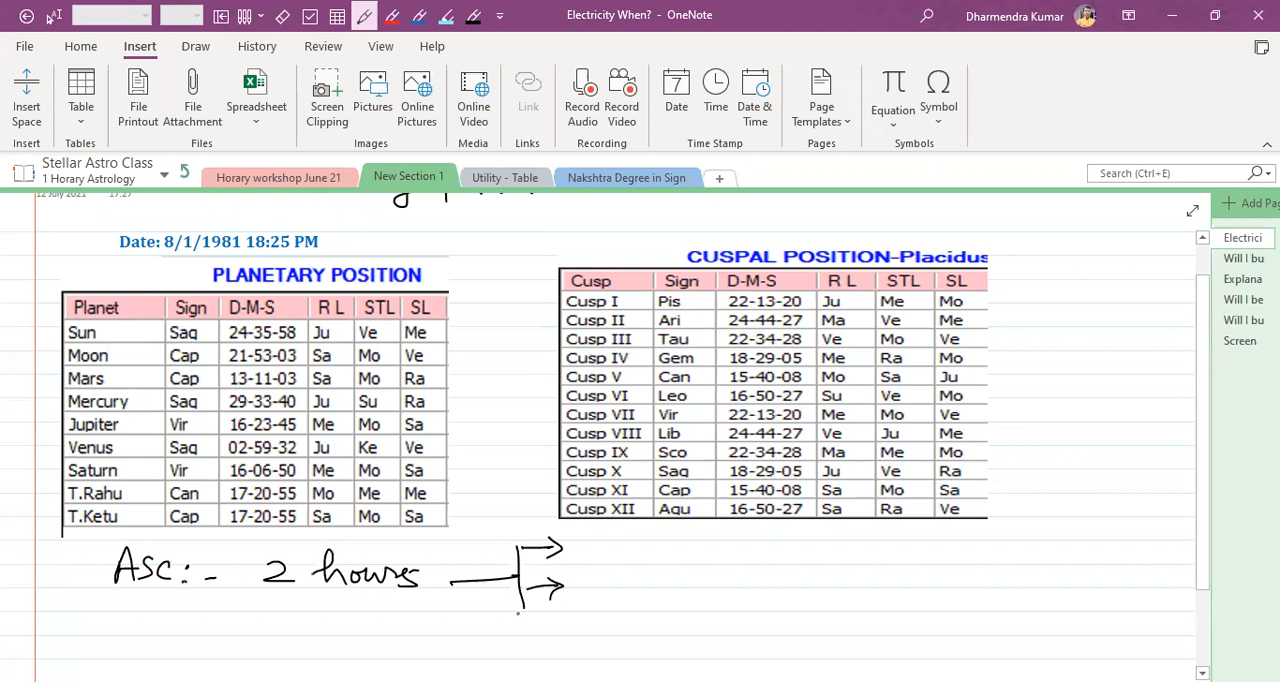 Electricity When? - OneNote
Dharmendra Kumar
File Home Insert Draw History Review View Help
Insert Space
Table
File Printout
File Attachment
Spreadsheet
Screen Clipping
Pictures
Online Pictures
Online Video
Link
Record Audio
Record Video
Date
Time
Date & Time
Page Templates
Equation
Symbol
Insert Tables Files Images Media Links Recording Time Stamp Pages Symbols
Stellar Astro Class
1 Horary Astrology
Horary workshop June 21
New Section 1
Utility - Table
Nakshtra Degree in Sign
Search (Ctrl+E)
12 July 2021 17:27
Add Pag
Electrici
Will I bu
Explana
Will I be
Will I bu
Screen
Date: 8/1/1981 18:25 PM
PLANETARY POSITION
Planet Sign D-M-S R L STL SL
Sun Sag 24-35-58 Ju Ve Me
Moon Cap 21-53-03 Sa Mo Ve
Mars Cap 13-11-03 Sa Mo Ra
Mercury Sag 29-33-40 Ju Su Ra
Jupiter Vir 16-23-45 Me Mo Sa
Venus Sag 02-59-32 Ju Ke Ve
Saturn Vir 16-06-50 Me Mo Sa
T.Rahu Can 17-20-55 Mo Me Me
T.Ketu Cap 17-20-55 Sa Mo Sa
CUSPAL POSITION-Placidus
Cusp Sign D-M-S R L STL SL
Cusp I Pis 22-13-20 Ju Me Mo
Cusp II Ari 24-44-27 Ma Ve Me
Cusp III Tau 22-34-28 Ve Mo Ve
Cusp IV Gem 18-29-05 Me Ra Mo
Cusp V Can 15-40-08 Mo Sa Ju
Cusp VI Leo 16-50-27 Su Ve Mo
Cusp VII Vir 22-13-20 Me Mo Ve
Cusp VIII Lib 24-44-27 Ve Ju Me
Cusp IX Sco 22-34-28 Ma Me Mo
Cusp X Sag 18-29-05 Ju Ve Ra
Cusp XI Cap 15-40-08 Sa Mo Sa
Cusp XII Aqu 16-50-27 Sa Ra Ve
Asc:- 2 hours